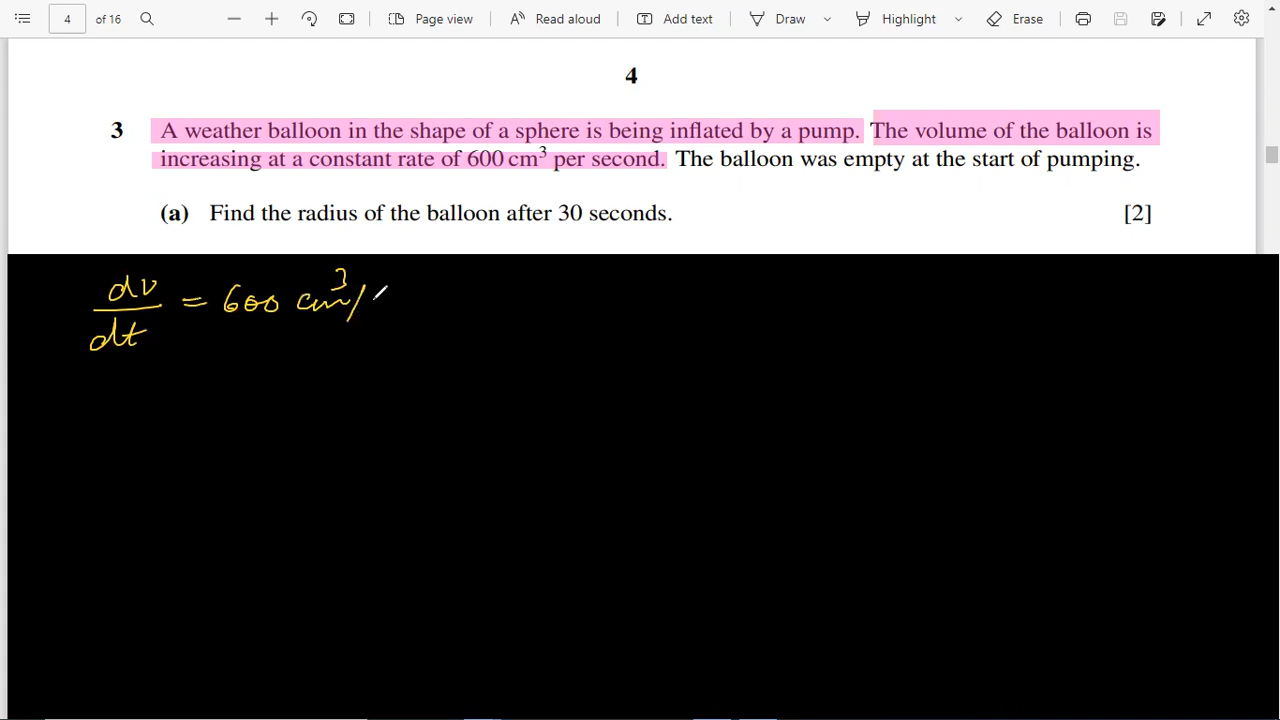 4 of 16 Page view Read aloud Add text Draw Highlight Erase
4
3 A weather balloon in the shape of a sphere is being inflated by a pump. The volume of the balloon is
increasing at a constant rate of 600 cm³ per second. The balloon was empty at the start of pumping.
(a) Find the radius of the balloon after 30 seconds. [2]
dv/dt = 600 cm³/